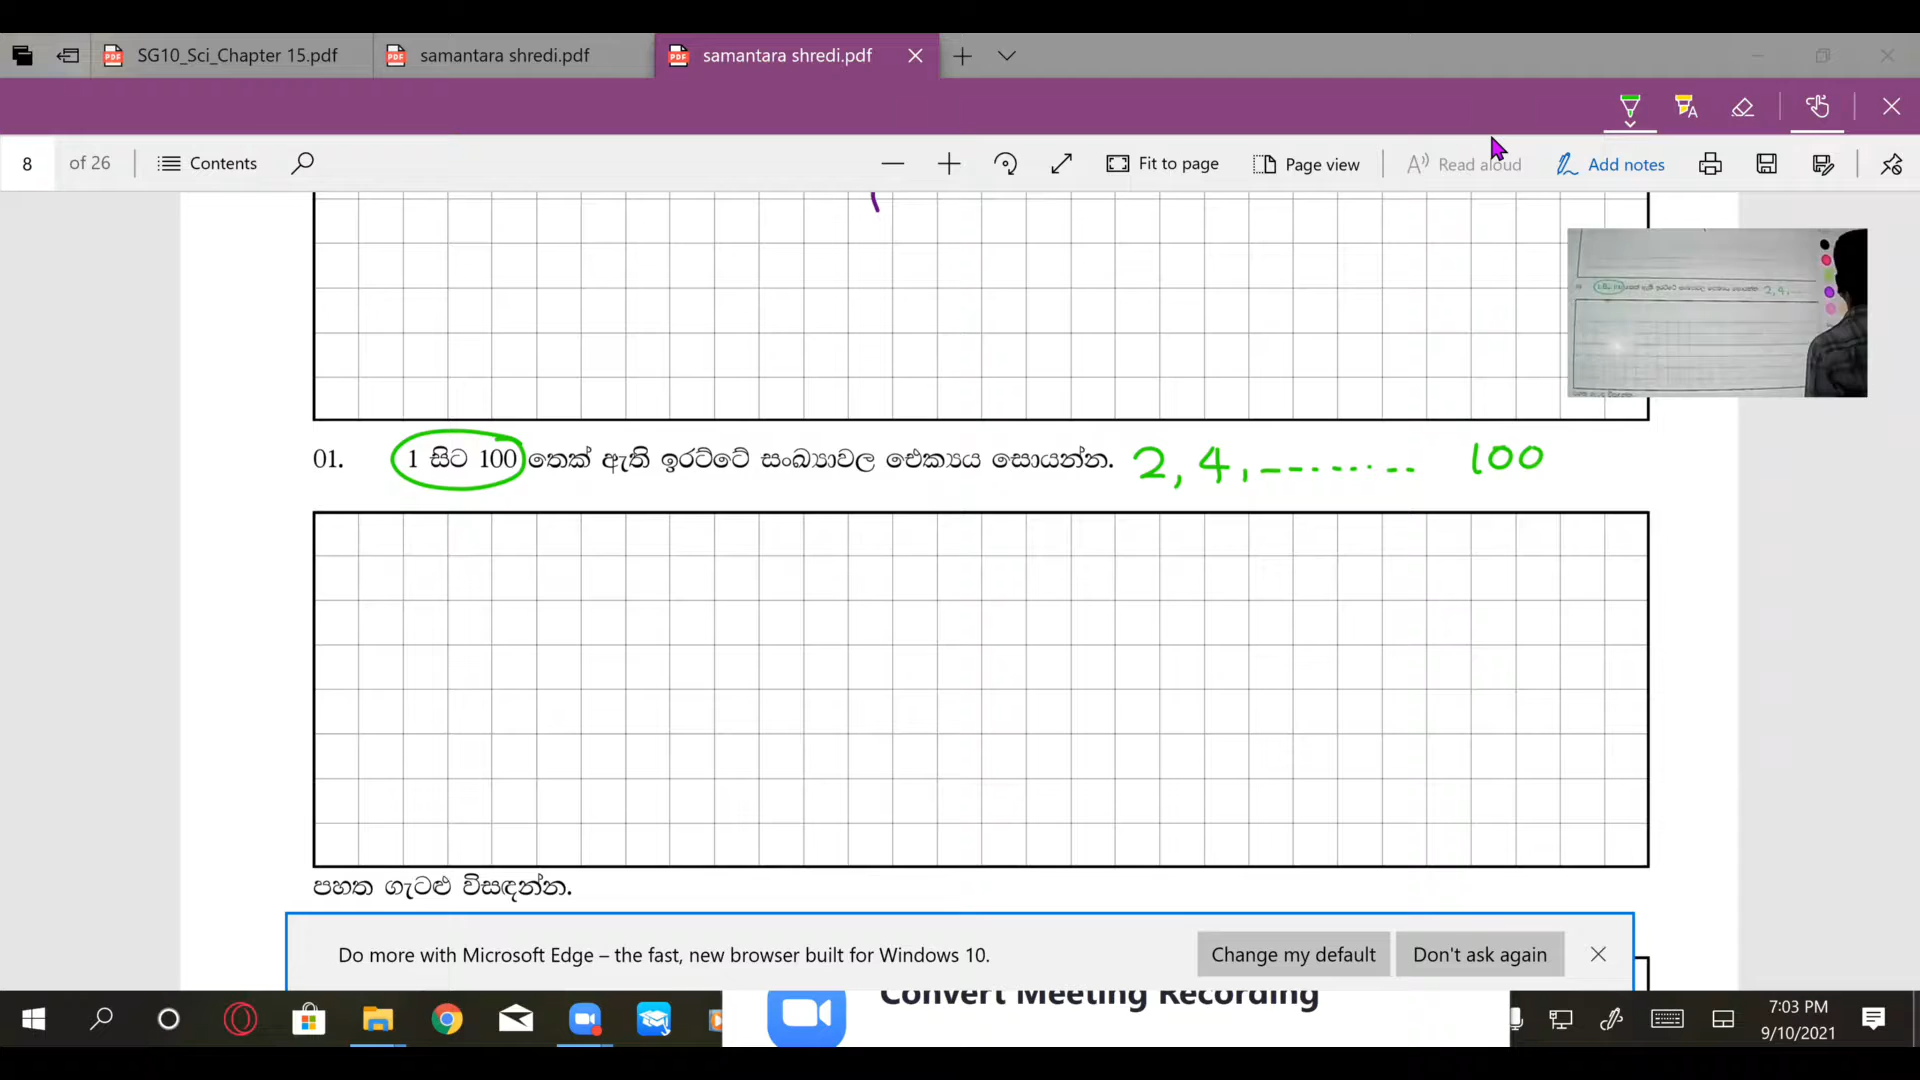 SG10_Sci_Chapter 15.pdf samantara shredi.pdf samantara shredi.pdf
8 of 26 Contents Fit to page Page view Read aloud Add notes
01. 1 සිට 100 තෙක් ඇති ඉරට්ටේ සංඛ්‍යාවල ඓක්‍යය සොයන්න. 2, 4, ---------- 100
පහත ගැටළු විසඳන්න.
Do more with Microsoft Edge – the fast, new browser built for Windows 10. Change my default Don't ask again
Convert Meeting Recording
7:03 PM
9/10/2021